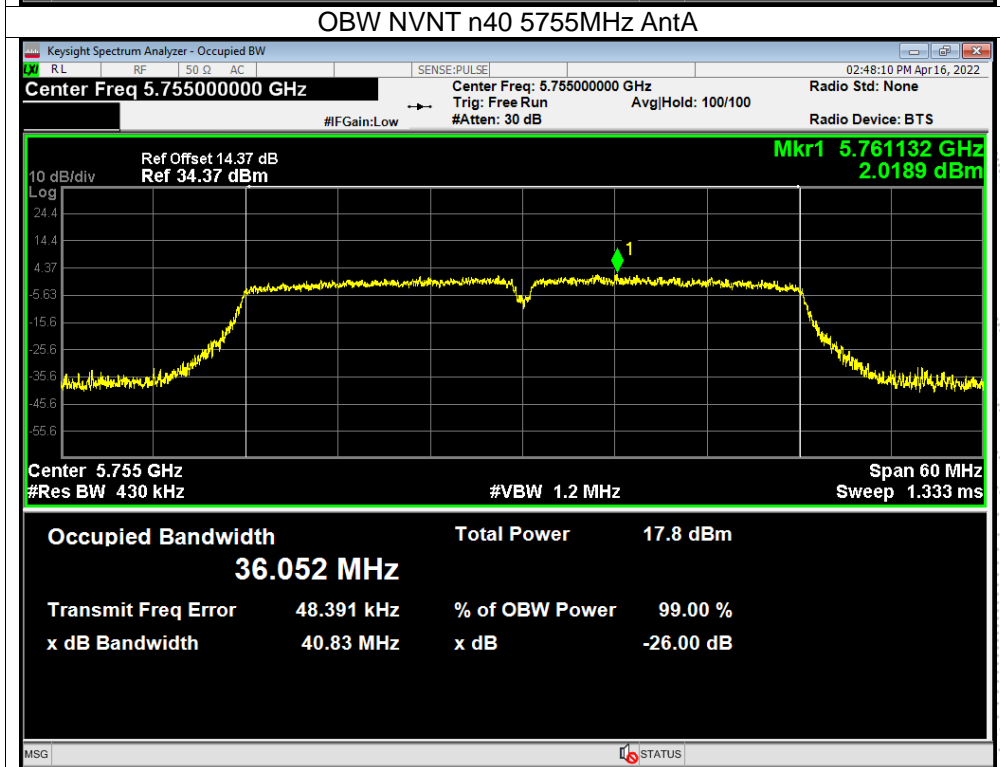 OBW NVNT n40 5755MHz AntA
Keysight Spectrum Analyzer - Occupied BW
LXI RL RF 50 Ω AC SENSE:PULSE 02:48:10 PM Apr 16, 2022
Center Freq 5.755000000 GHz Center Freq: 5.755000000 GHz Radio Std: None
Trig: Free Run Avg|Hold: 100/100
#IFGain:Low #Atten: 30 dB Radio Device: BTS
Ref Offset 14.37 dB Mkr1 5.761132 GHz
10 dB/div Ref 34.37 dBm 2.0189 dBm
Log
24.4
14.4
1
4.37
-5.63
-15.6
-25.6
-35.6
-45.6
-55.6
Center 5.755 GHz Span 60 MHz
#Res BW 430 kHz #VBW 1.2 MHz Sweep 1.333 ms
Occupied Bandwidth Total Power 17.8 dBm
36.052 MHz
Transmit Freq Error 48.391 kHz % of OBW Power 99.00 %
x dB Bandwidth 40.83 MHz x dB -26.00 dB
MSG STATUS